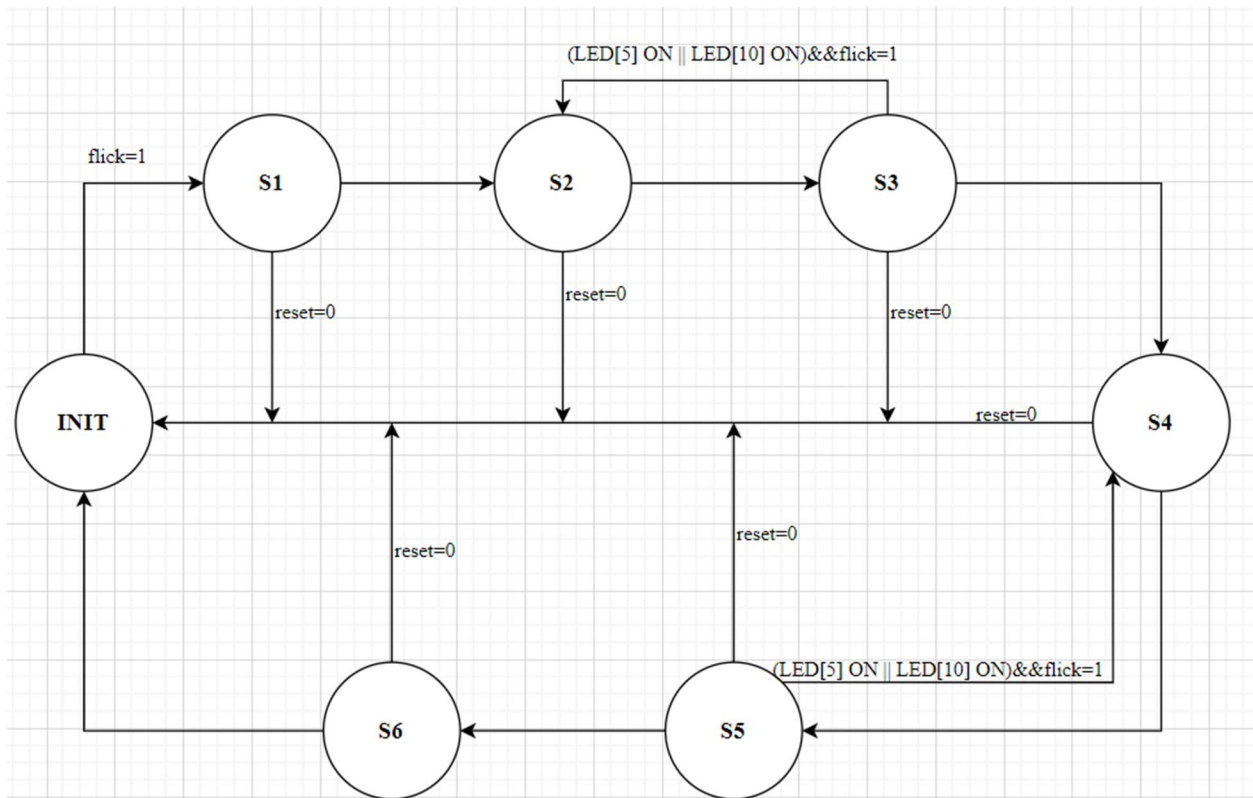 (LED[5] ON || LED[10] ON)&&flick=1
flick=1
S1
S2
S3
reset=0
reset=0
reset=0
INIT
reset=0
S4
reset=0
reset=0
(LED[5] ON || LED[10] ON)&&flick=1
S6
S5